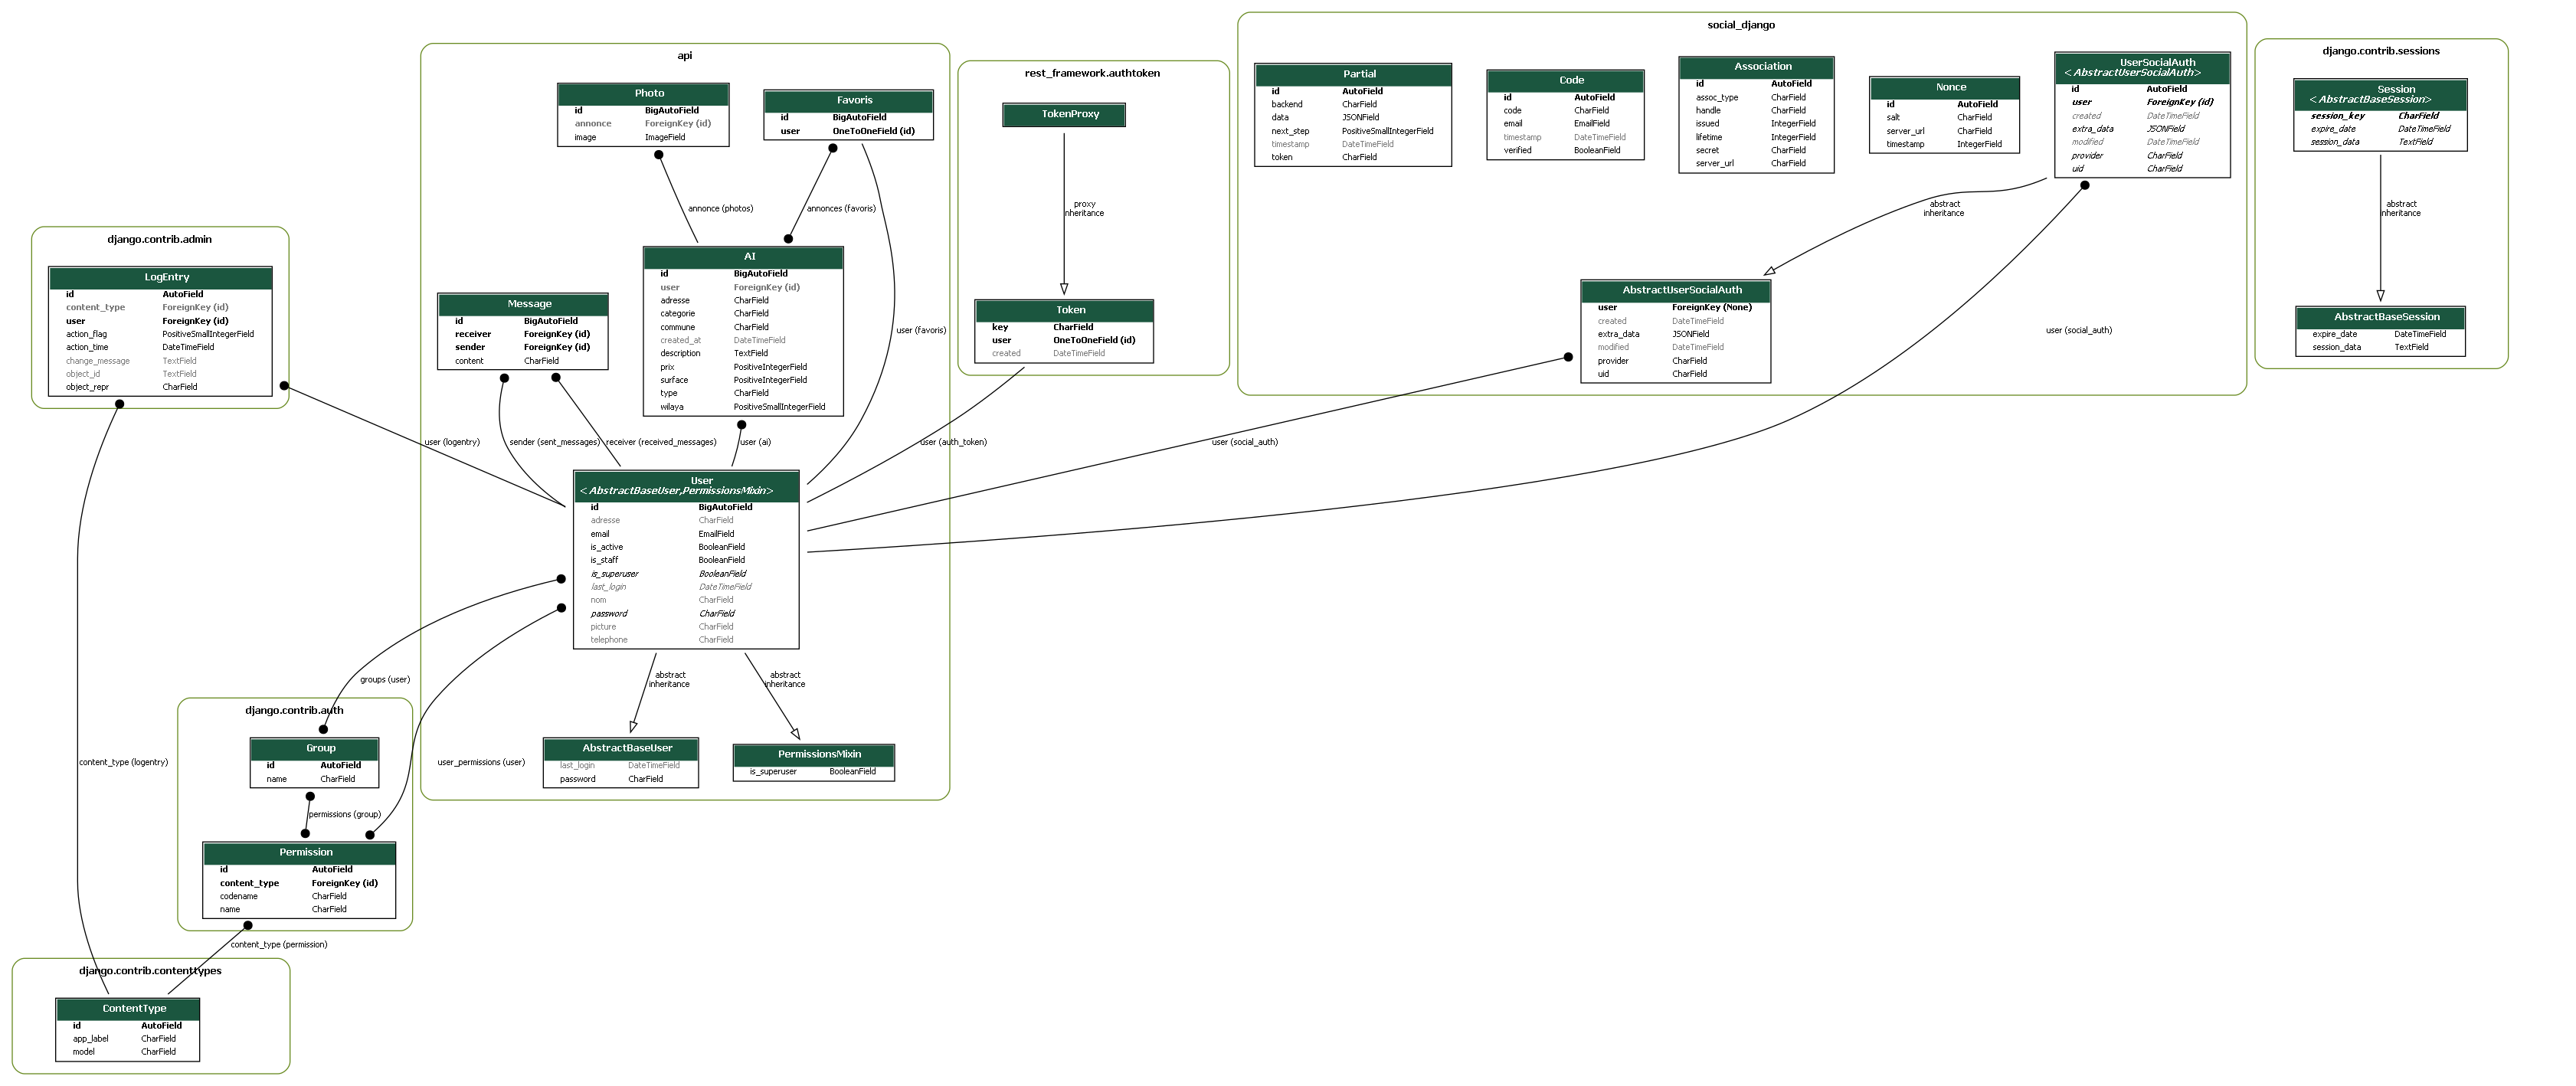 api
Photo
id BigAutoField
annonce ForeignKey (id)
image ImageField
Favoris
id BigAutoField
user OneToOneField (id)
annonce (photos)
annonces (favoris)
user (favoris)
AI
id BigAutoField
user ForeignKey (id)
adresse CharField
categorie CharField
commune CharField
created_at DateTimeField
description TextField
prix PositiveIntegerField
surface PositiveIntegerField
type CharField
wilaya PositiveSmallIntegerField
Message
id BigAutoField
receiver ForeignKey (id)
sender ForeignKey (id)
content CharField
user (logentry)
sender (sent_messages)
receiver (received_messages)
user (ai)
User
<AbstractBaseUser,PermissionsMixin>
id BigAutoField
adresse CharField
email EmailField
is_active BooleanField
is_staff BooleanField
is_superuser BooleanField
last_login DateTimeField
nom CharField
password CharField
picture CharField
telephone CharField
abstract
inheritance
abstract
inheritance
AbstractBaseUser
last_login DateTimeField
password CharField
PermissionsMixin
is_superuser BooleanField
django.contrib.admin
LogEntry
id AutoField
content_type ForeignKey (id)
user ForeignKey (id)
action_flag PositiveSmallIntegerField
action_time DateTimeField
change_message TextField
object_id TextField
object_repr CharField
groups (user)
user_permissions (user)
content_type (logentry)
django.contrib.auth
Group
id AutoField
name CharField
permissions (group)
Permission
id AutoField
content_type ForeignKey (id)
codename CharField
name CharField
content_type (permission)
django.contrib.contenttypes
ContentType
id AutoField
app_label CharField
model CharField
rest_framework.authtoken
TokenProxy
proxy
inheritance
Token
key CharField
user OneToOneField (id)
created DateTimeField
user (auth_token)
social_django
Partial
id AutoField
backend CharField
data JSONField
next_step PositiveSmallIntegerField
timestamp DateTimeField
token CharField
Code
id AutoField
code CharField
email EmailField
timestamp DateTimeField
verified BooleanField
Association
id AutoField
assoc_type CharField
handle CharField
issued IntegerField
lifetime IntegerField
secret CharField
server_url CharField
Nonce
id AutoField
salt CharField
server_url CharField
timestamp IntegerField
UserSocialAuth
<AbstractUserSocialAuth>
id AutoField
user ForeignKey (id)
created DateTimeField
extra_data JSONField
modified DateTimeField
provider CharField
uid CharField
abstract
inheritance
AbstractUserSocialAuth
user ForeignKey (None)
created DateTimeField
extra_data JSONField
modified DateTimeField
provider CharField
uid CharField
user (social_auth)
user (social_auth)
django.contrib.sessions
Session
<AbstractBaseSession>
session_key CharField
expire_date DateTimeField
session_data TextField
abstract
inheritance
AbstractBaseSession
expire_date DateTimeField
session_data TextField